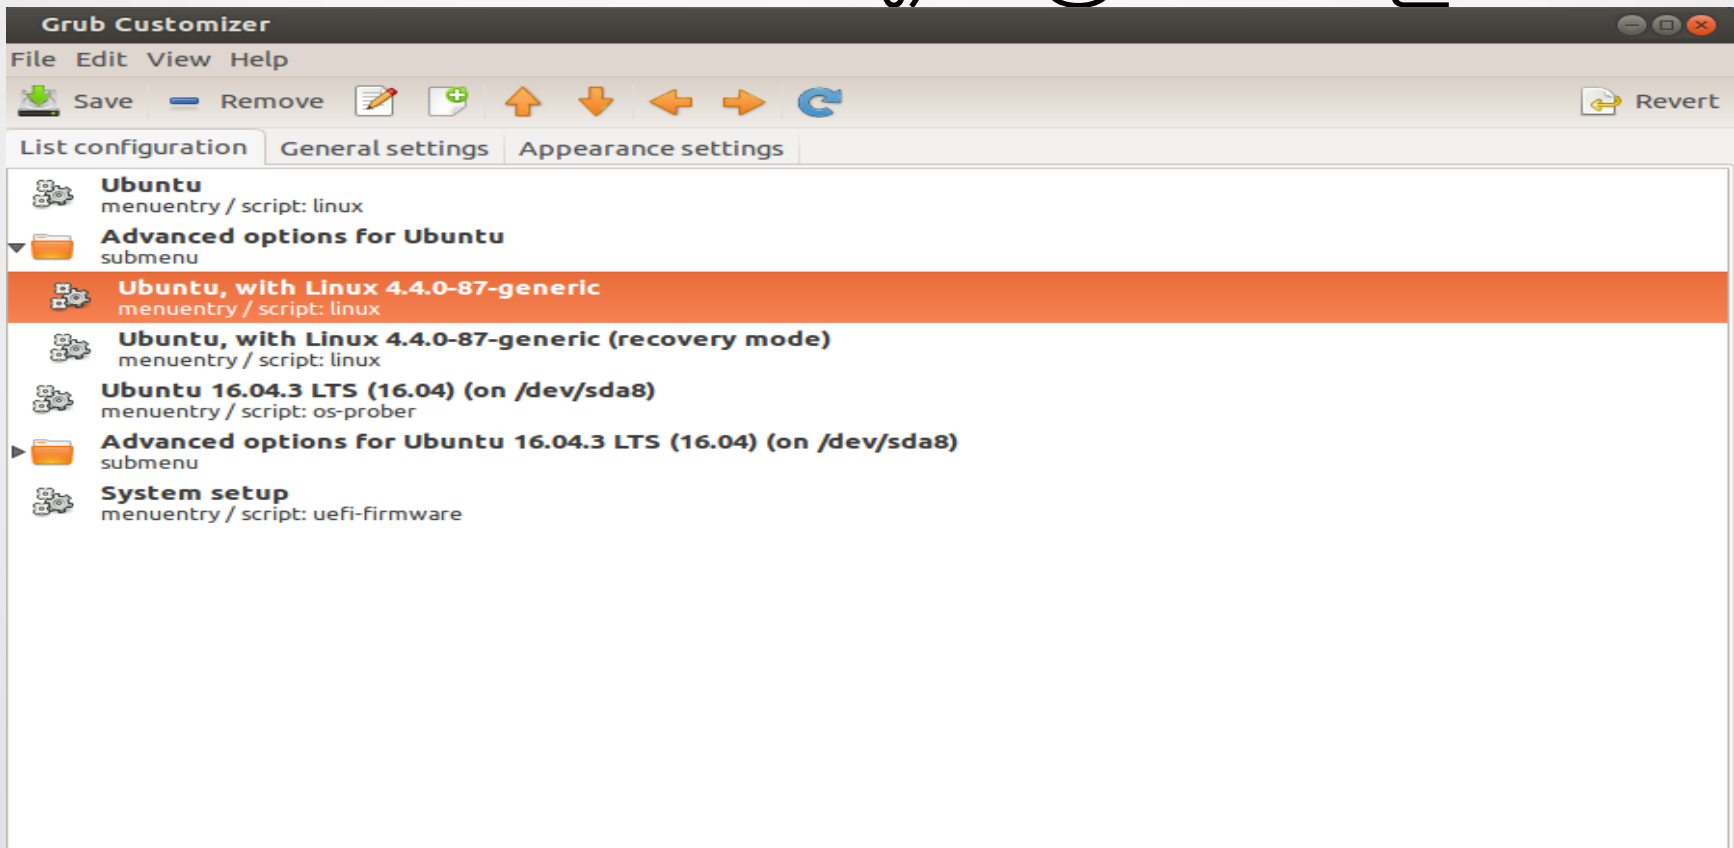 Grub Customizer
File Edit View Help
Save Remove Revert
List configuration General settings Appearance settings
Ubuntu
menuentry / script: linux
Advanced options for Ubuntu
submenu
Ubuntu, with Linux 4.4.0-87-generic
menuentry / script: linux
Ubuntu, with Linux 4.4.0-87-generic (recovery mode)
menuentry / script: linux
Ubuntu 16.04.3 LTS (16.04) (on /dev/sda8)
menuentry / script: os-prober
Advanced options for Ubuntu 16.04.3 LTS (16.04) (on /dev/sda8)
submenu
System setup
menuentry / script: uefi-firmware